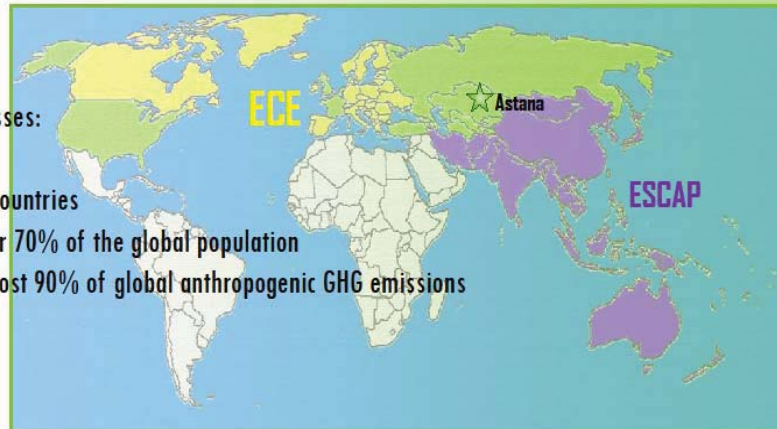 ECE
Astana
ses:
ountries
ESCAP
r 70% of the global population
ost 90% of global anthropogenic GHG emissions